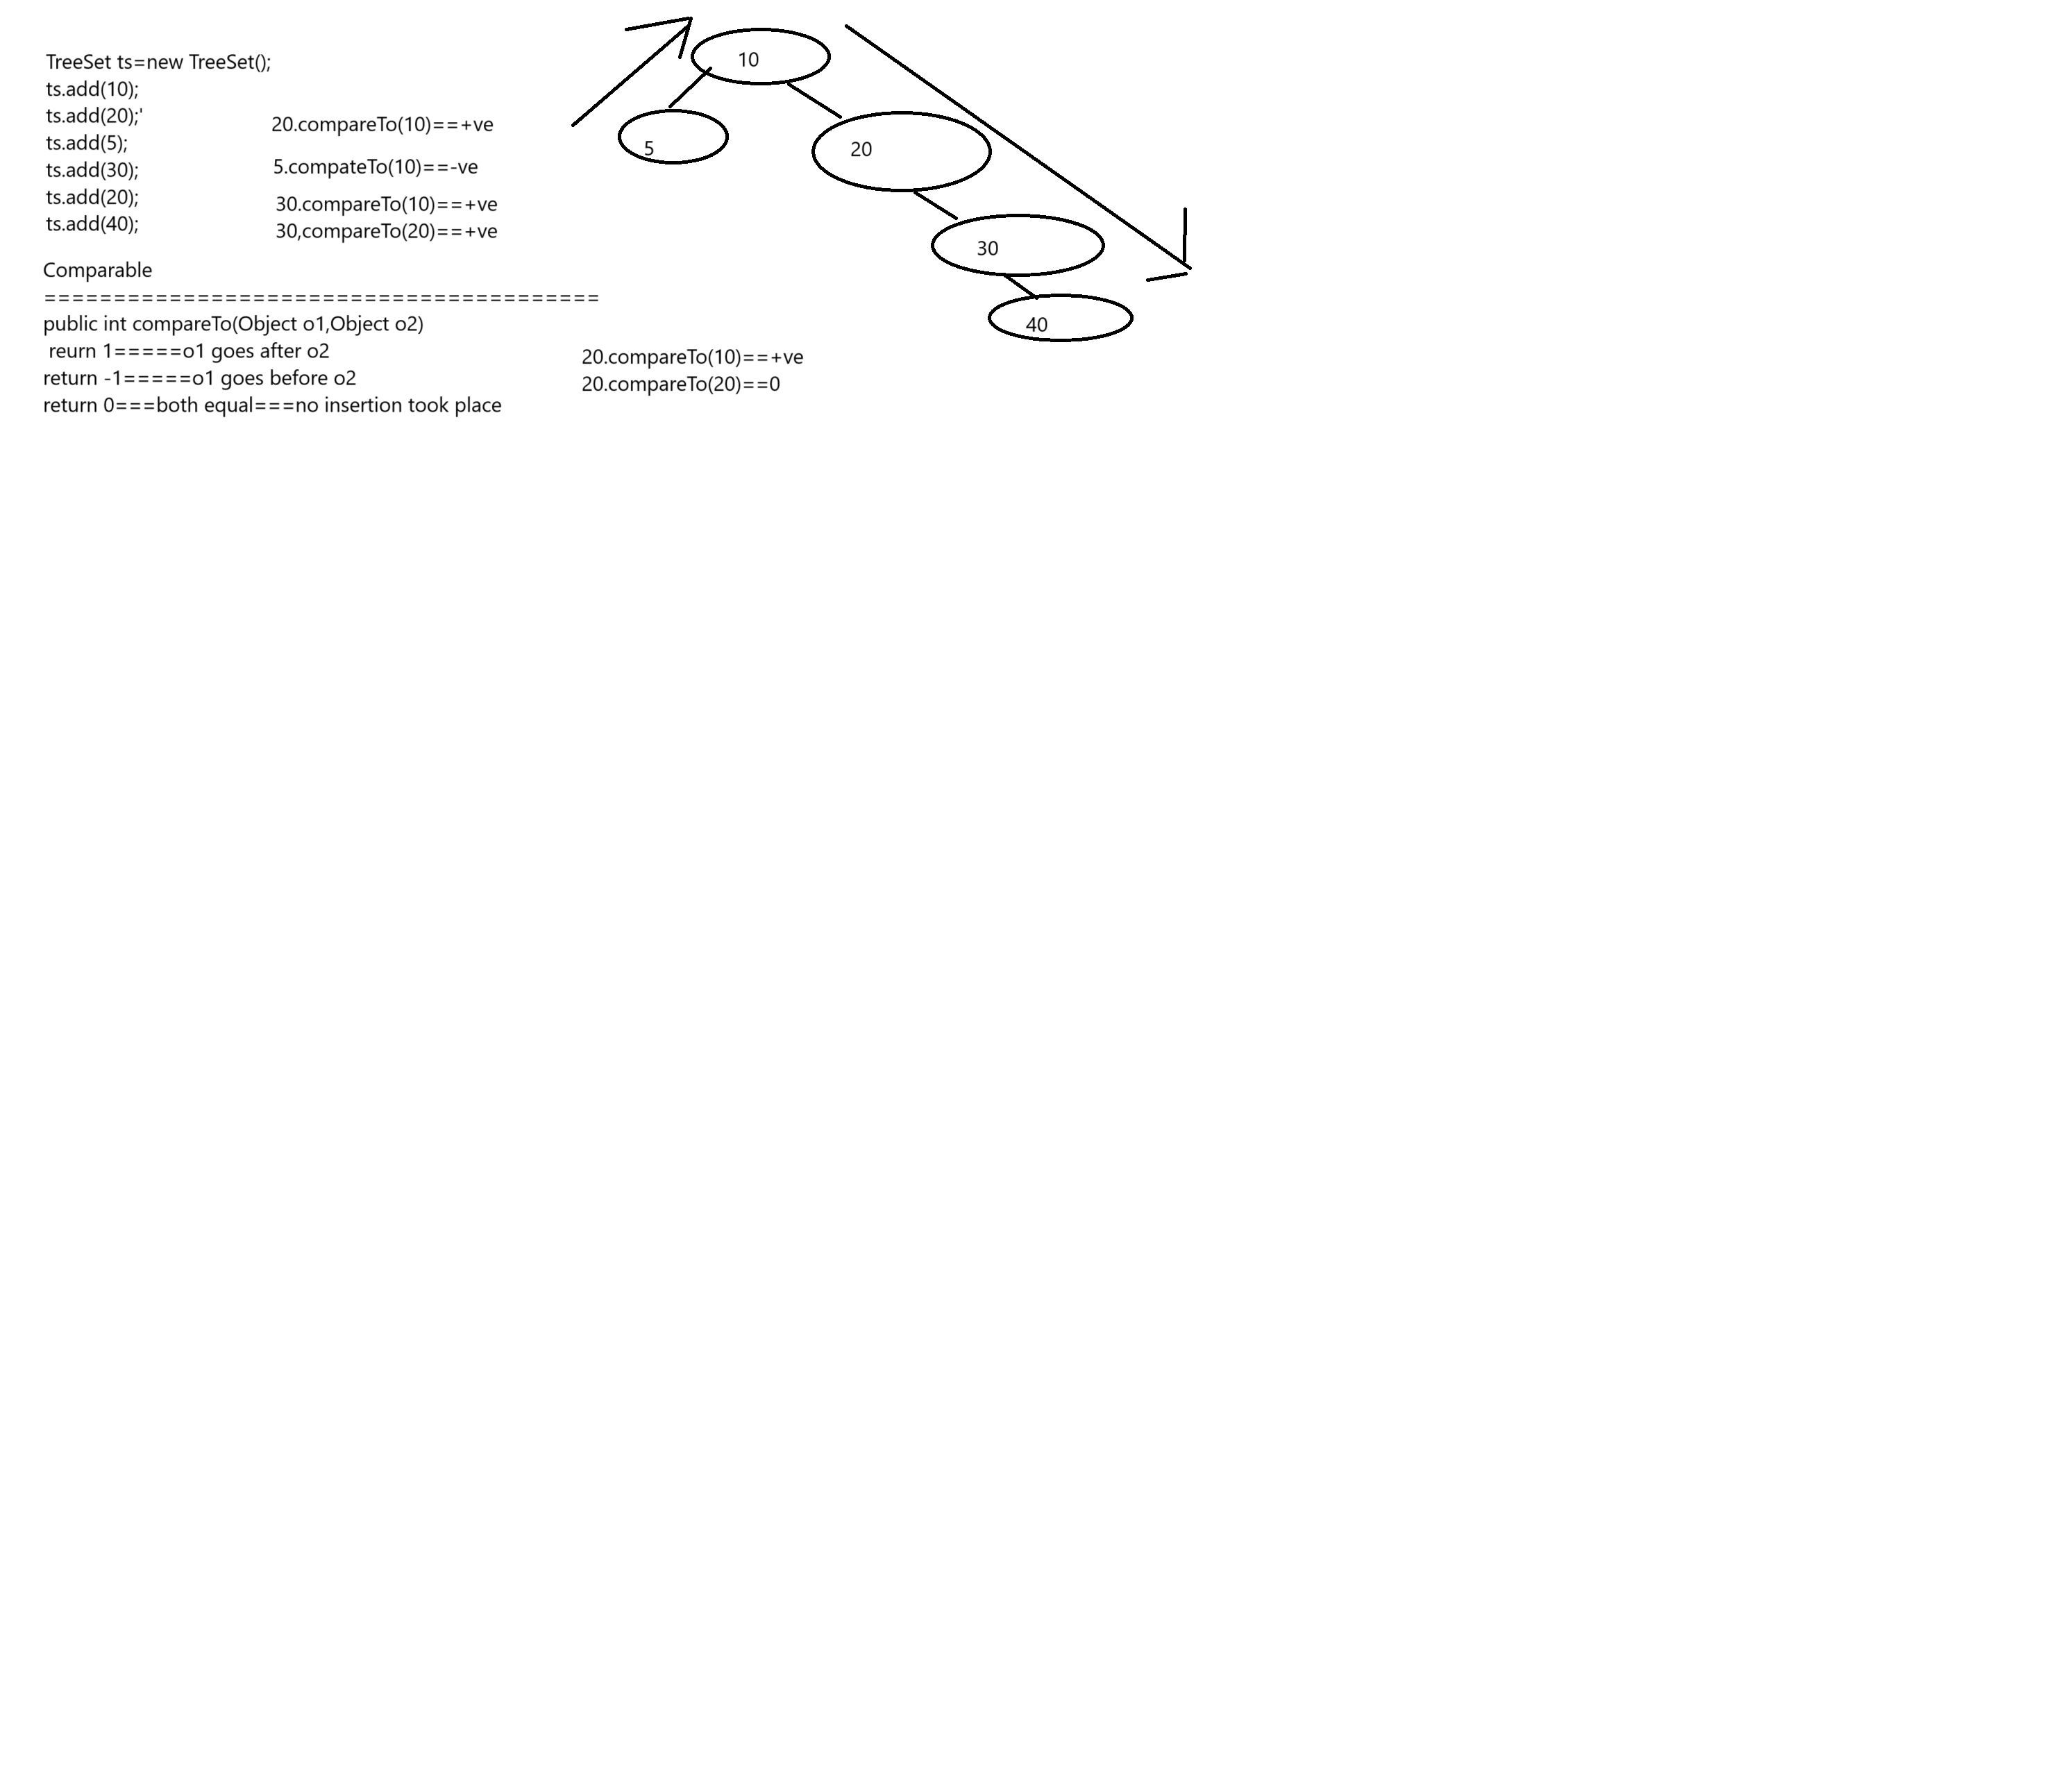 TreeSet ts=new TreeSet();
ts.add(10);
ts.add(20);'
ts.add(5);
ts.add(30);
ts.add(20);
ts.add(40);
20.compareTo(10)==+ve
5.compateTo(10)==-ve
30.compareTo(10)==+ve
30,compareTo(20)==+ve
10
5
20
30
40
Comparable
========================================
public int compareTo(Object o1,Object o2)
reurn 1=====o1 goes after o2
return -1=====o1 goes before o2
return 0===both equal===no insertion took place
20.compareTo(10)==+ve
20.compareTo(20)==0